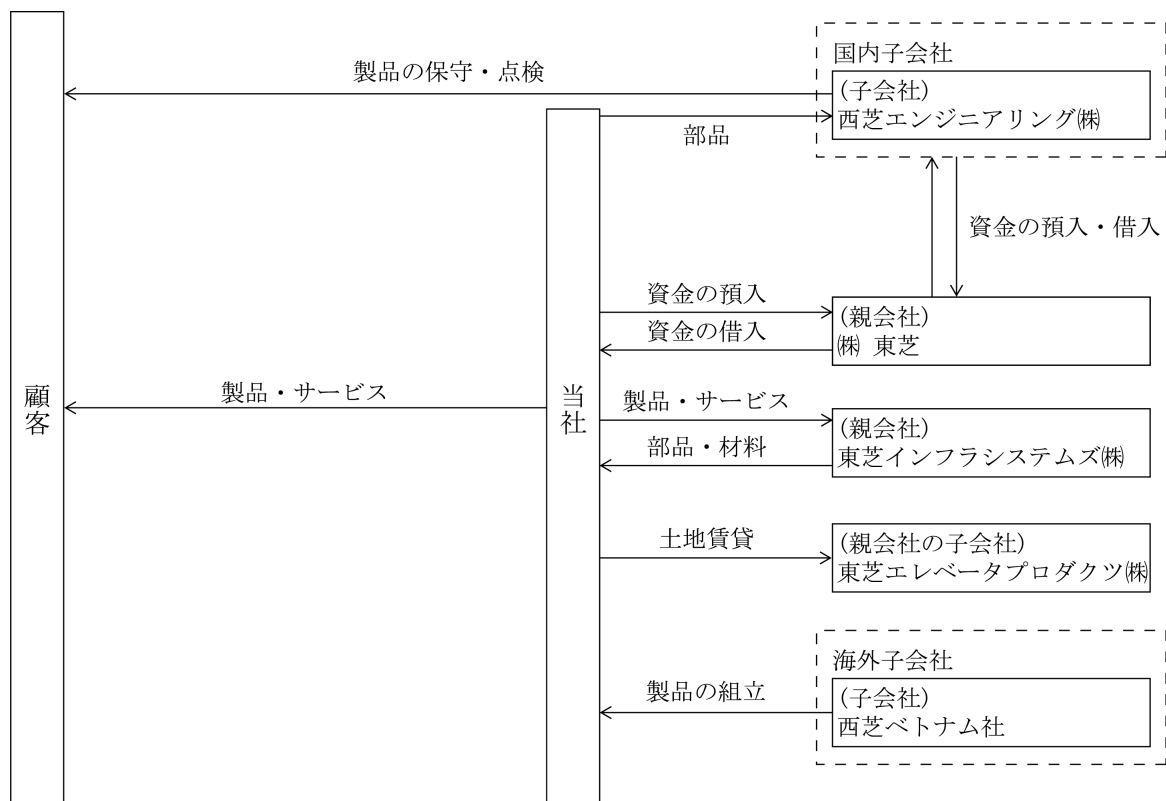 国内子会社
製品の保守・点検
(子会社)
西芝エンジニアリング㈱
部品
資金の預入・借入
資金の預入
(親会社)
㈱ 東芝
資金の借入
顧客
製品・サービス
当社
製品・サービス
(親会社)
東芝インフラシステムズ㈱
部品・材料
土地賃貸
(親会社の子会社)
東芝エレベータプロダクツ㈱
海外子会社
製品の組立
(子会社)
西芝ベトナム社